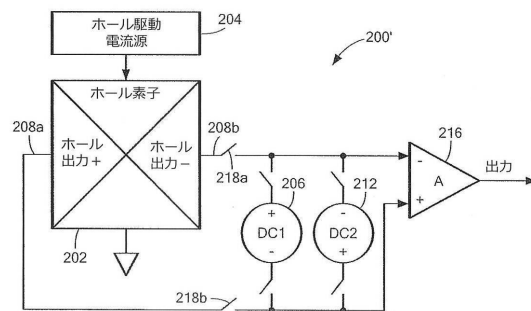 ホール駆動
電流源
204
200'
ホール素子
208a
ホール
出力+
ホール
出力−
208b
218a
202
206
+
DC1
-
212
-
DC2
+
216
-
A
+
出力
218b